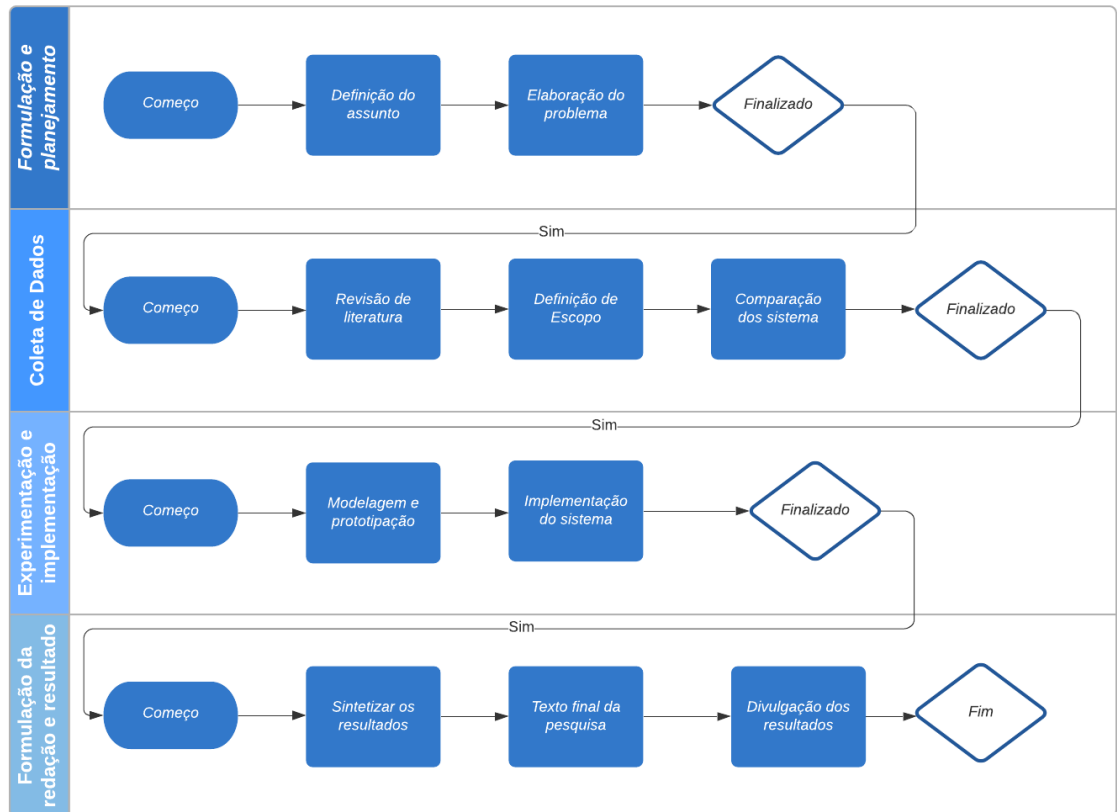 Formulação e
planejamento
Começo
Definição do
assunto
Elaboração do
problema
Finalizado
Sim
Coleta de Dados
Começo
Revisão de
literatura
Definição de
Escopo
Comparação
dos sistema
Finalizado
Sim
Experimentação e
implementação
Começo
Modelagem e
prototipação
Implementação
do sistema
Finalizado
Sim
Formulação da
redação e resultado
Começo
Sintetizar os
resultados
Texto final da
pesquisa
Divulgação dos
resultados
Fim